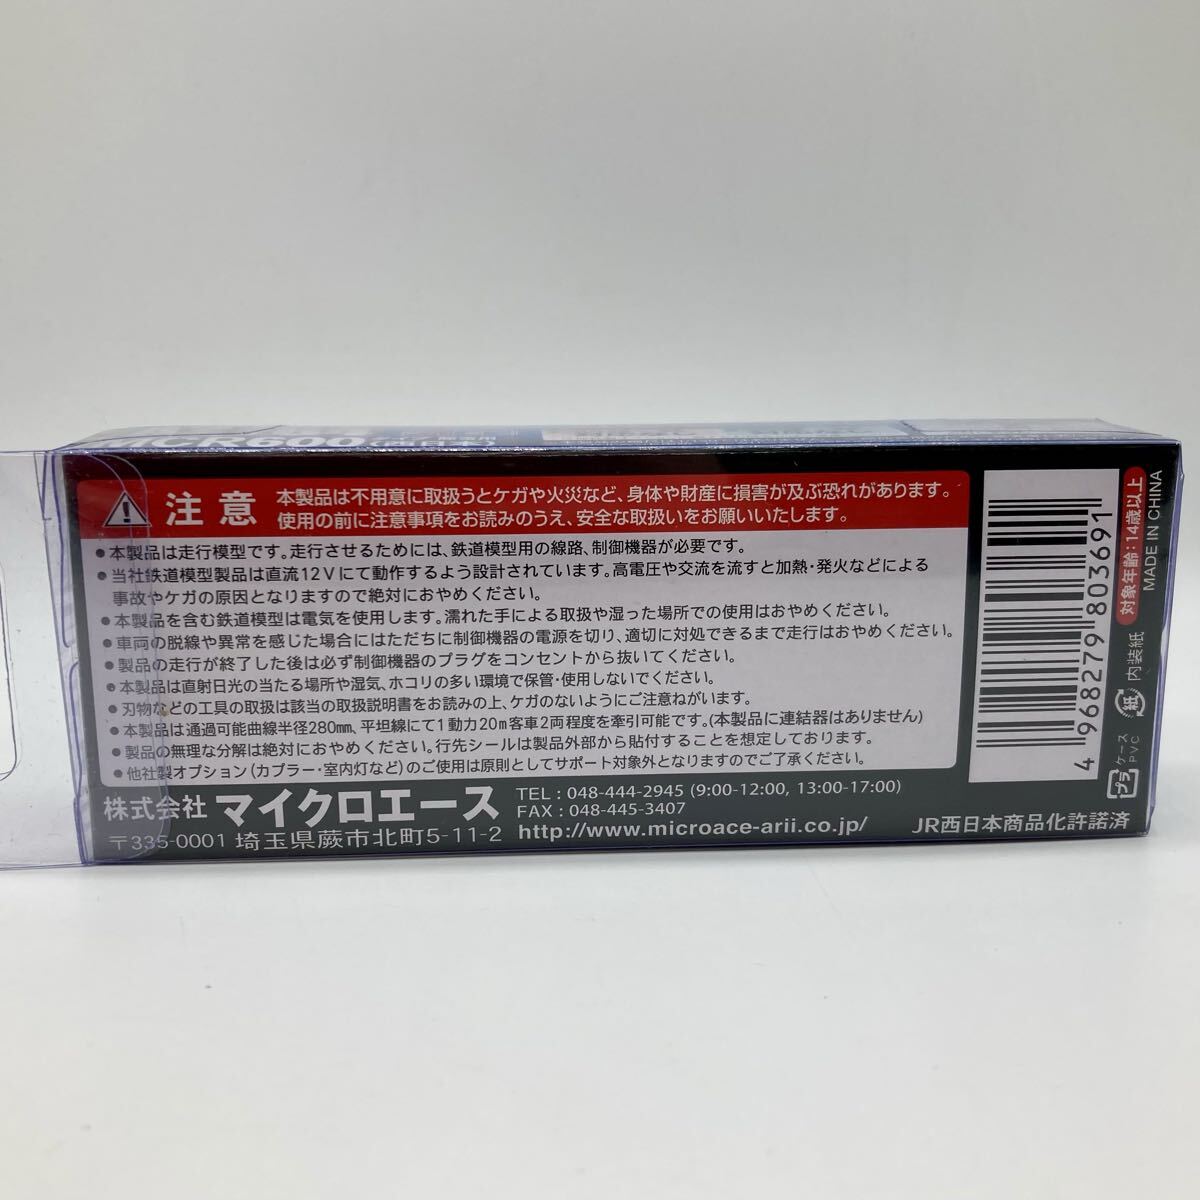 MCR600
⚠ 注意
本製品は不用意に取扱うとケガや火災など、身体や財産に損害が及ぶ恐れがあります。
使用の前に注意事項をお読みのうえ、安全な取扱いをお願いいたします。
●本製品は走行模型です。走行させるためには、鉄道模型用の線路、制御機器が必要です。
●当社鉄道模型製品は直流12Vにて動作するよう設計されています。高電圧や交流を流すと加熱・発火などによる
事故やケガの原因となりますので絶対におやめください。
●本製品を含む鉄道模型は電気を使用します。濡れた手による取扱や湿った場所での使用はおやめください。
●車両の脱線や異常を感じた場合にはただちに制御機器の電源を切り、適切に対処できるまで走行はおやめください。
●製品の走行が終了した後は必ず制御機器のプラグをコンセントから抜いてください。
●本製品は直射日光の当たる場所や湿気、ホコリの多い環境で保管・使用しないでください。
●刃物などの工具の取扱は該当の取扱説明書をお読みの上、ケガのないようにご注意ねがいます。
●本製品は通過可能曲線半径280mm、平坦線にて1動力20m客車2両程度を牽引可能です。(本製品に連結器はありません)
●製品の無理な分解は絶対におやめください。行先シールは製品外部から貼付することを想定しております。
●他社製オプション(カプラー・室内灯など)のご使用は原則としてサポート対象外となりますのでご了承ください。
株式会社 マイクロエース
〒335-0001 埼玉県蕨市北町5-11-2
TEL : 048-444-2945 (9:00-12:00, 13:00-17:00)
FAX : 048-445-3407
http://www.microace-arii.co.jp/
JR西日本商品化許諾済
4 968279 803691
対象年齢:14歳以上
MADE IN CHINA
紙 内装紙
プラ ケース
PVC